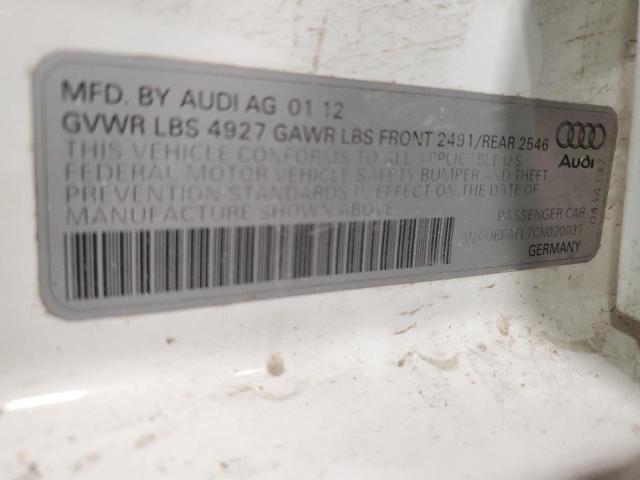 MFD. BY AUDI AG 01 12
GVWR LBS 4927 GAWR LBS FRONT 2491/REAR 2546
THIS VEHICLE CONFORMS TO ALL APPLICABLE U.S
FEDERAL MOTOR VEHICLE SAFETY BUMPER AND THEFT
PREVENTION STANDARDS IN EFFECT ON THE DATE OF
MANUFACTURE SHOWN ABOVE
Audi
PASSENGER CAR
GERMANY